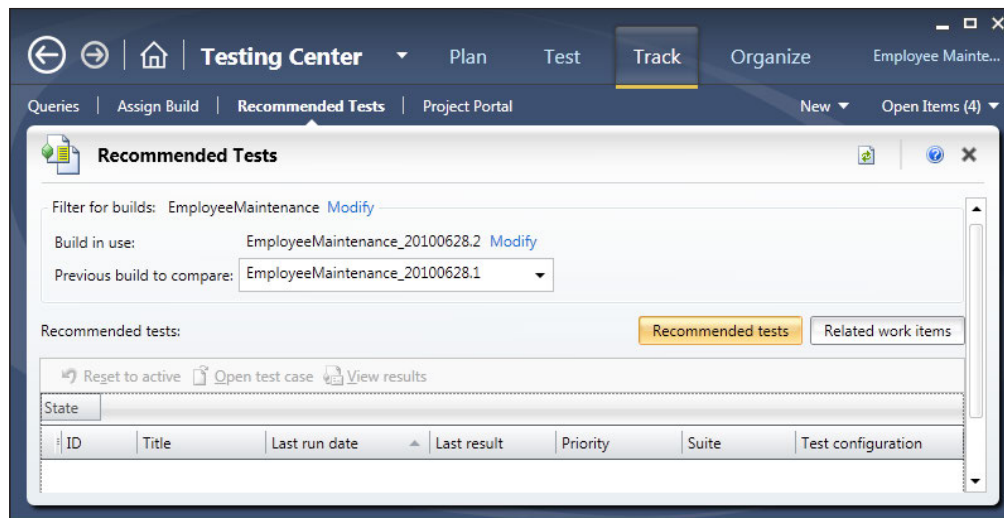 Testing Center Plan Test Track Organize Employee Mainte...
Queries | Assign Build | Recommended Tests | Project Portal New Open Items (4)
Recommended Tests
Filter for builds: EmployeeMaintenance Modify
Build in use: EmployeeMaintenance_20100628.2 Modify
Previous build to compare: EmployeeMaintenance_20100628.1
Recommended tests: Recommended tests Related work items
Reset to active Open test case View results
State
ID Title Last run date Last result Priority Suite Test configuration